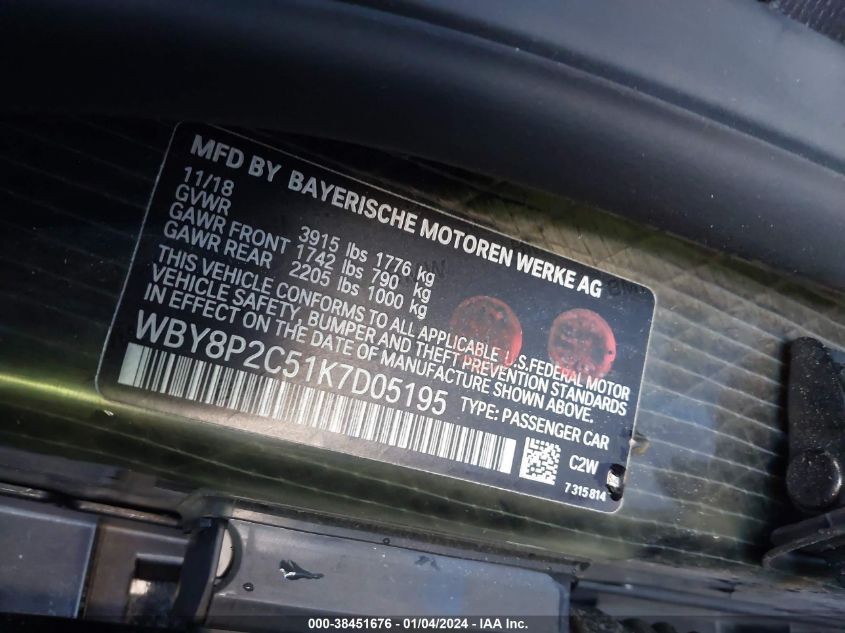 MFD BY BAYERISCHE MOTOREN WERKE AG
11/18
GVWR 3915 lbs 1776 kg
GAWR FRONT 1742 lbs 790 kg
GAWR REAR 2205 lbs 1000 kg
THIS VEHICLE CONFORMS TO ALL APPLICABLE U.S.FEDERAL MOTOR
VEHICLE SAFETY, BUMPER AND THEFT PREVENTION STANDARDS
IN EFFECT ON THE DATE OF MANUFACTURE SHOWN ABOVE.
WBY8P2C51K7D05195 TYPE: PASSENGER CAR
C2W
7 315 814
000-38451676 - 01/04/2024 - IAA Inc.